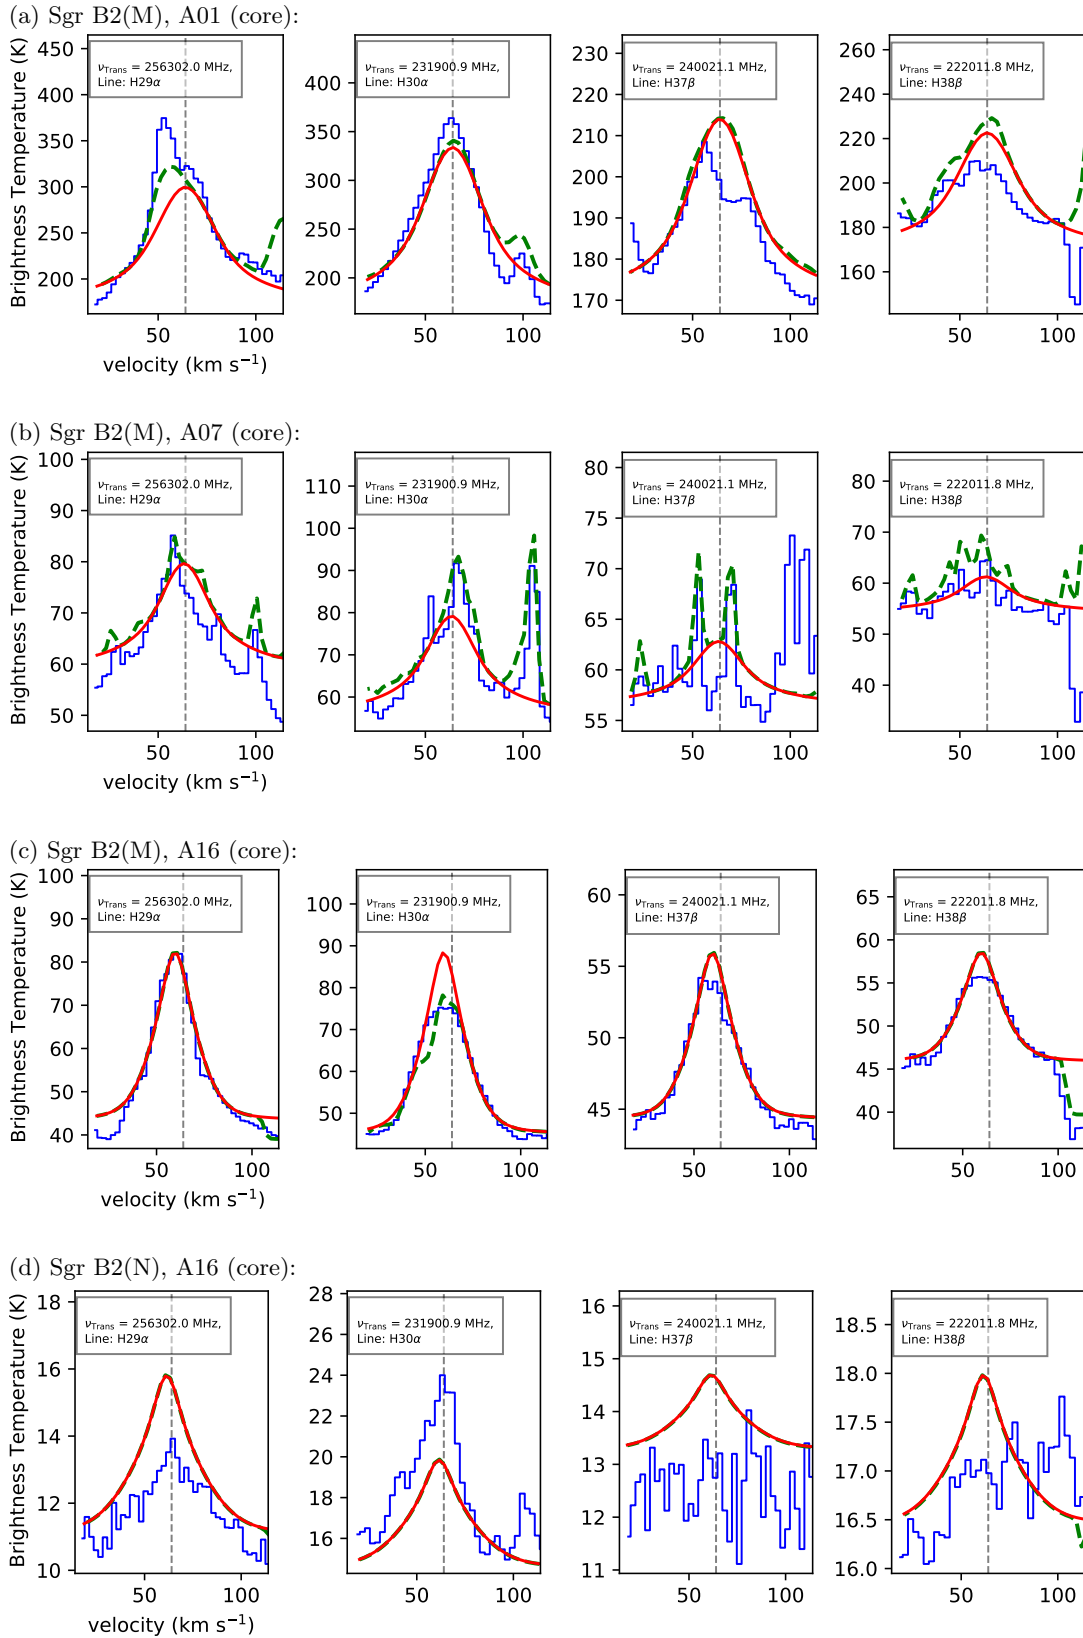 (a) Sgr B2(M), A01 (core):
Brightness Temperature (K)
450
400
350
300
250
200
50
100
velocity (km s⁻¹)
νTrans = 256302.0 MHz,
Line: H29α
400
350
300
250
200
50
100
νTrans = 231900.9 MHz,
Line: H30α
230
220
210
200
190
180
170
50
100
νTrans = 240021.1 MHz,
Line: H37β
260
240
220
200
180
160
50
100
νTrans = 222011.8 MHz,
Line: H38β
(b) Sgr B2(M), A07 (core):
Brightness Temperature (K)
100
90
80
70
60
50
50
100
velocity (km s⁻¹)
νTrans = 256302.0 MHz,
Line: H29α
110
100
90
80
70
60
50
100
νTrans = 231900.9 MHz,
Line: H30α
80
75
70
65
60
55
50
100
νTrans = 240021.1 MHz,
Line: H37β
80
70
60
50
40
50
100
νTrans = 222011.8 MHz,
Line: H38β
(c) Sgr B2(M), A16 (core):
Brightness Temperature (K)
100
90
80
70
60
50
40
50
100
velocity (km s⁻¹)
νTrans = 256302.0 MHz,
Line: H29α
100
90
80
70
60
50
50
100
νTrans = 231900.9 MHz,
Line: H30α
60
55
50
45
50
100
νTrans = 240021.1 MHz,
Line: H37β
65
60
55
50
45
40
50
100
νTrans = 222011.8 MHz,
Line: H38β
(d) Sgr B2(N), A16 (core):
Brightness Temperature (K)
18
16
14
12
10
50
100
velocity (km s⁻¹)
νTrans = 256302.0 MHz,
Line: H29α
28
26
24
22
20
18
16
50
100
νTrans = 231900.9 MHz,
Line: H30α
16
15
14
13
12
11
50
100
νTrans = 240021.1 MHz,
Line: H37β
18.5
18.0
17.5
17.0
16.5
16.0
50
100
νTrans = 222011.8 MHz,
Line: H38β